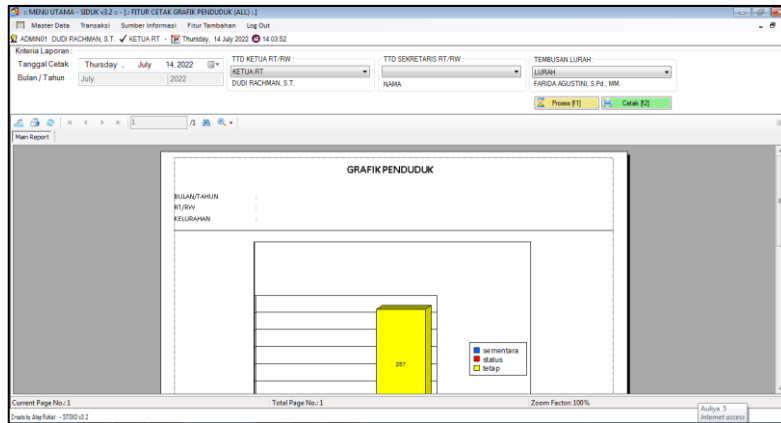 :: MENU UTAMA - SIDUK v3.2 :: - [.: FITUR CETAK GRAFIK PENDUDUK (ALL) :.]
Master Data Transaksi Sumber Informasi Fitur Tambahan Log Out
ADMIN01 DUDI RACHMAN, S.T. KETUA RT - Thursday, 14 July 2022 14:03:52
Kriteria Laporan :
Tanggal Cetak Thursday , July 14, 2022
Bulan / Tahun July 2022
TTD KETUA RT/RW :
KETUA RT
DUDI RACHMAN, S.T.
TTD SEKRETARIS RT/RW :
NAMA
TEMBUSAN LURAH :
LURAH
FARIDA AGUSTINI, S.Pd., MM.
Proses [f1] Cetak [f2]
1 /1
Main Report
GRAFIK PENDUDUK
BULAN/TAHUN :
RT/RW :
KELURAHAN :
267
sementara
status
tetap
Current Page No.: 1 Total Page No.: 1 Zoom Factor: 100%
Auliya 5
Internet access